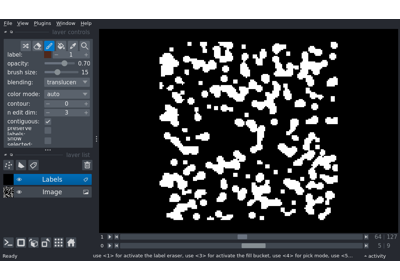 File View Plugins Window Help
layer controls
label: 1
opacity: 0.70
brush size: 15
blending: translucen
color mode: auto
contour: 0
n edit dim: 3
contiguous:
preserve
labels:
show
selected:
layer list
Labels
Image
0 64 127
1 5 9
Ready use <1> for activate the label eraser, use <3> for activate the fill bucket, use <4> for pick mode, use <5... activity